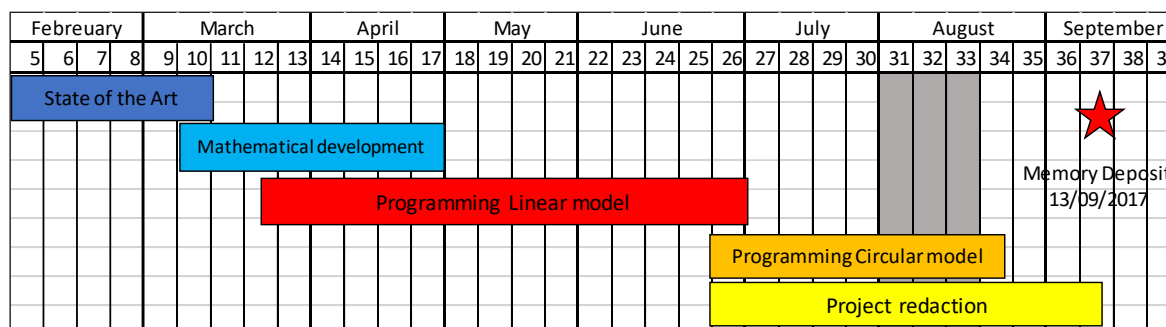 Februeary March April May June July August September
5 6 7 8 9 10 11 12 13 14 15 16 17 18 19 20 21 22 23 24 25 26 27 28 29 30 31 32 33 34 35 36 37 38 3
State of the Art
Mathematical development
Memory Deposit
Programming Linear model
13/09/2017
Programming Circular model
Project redaction